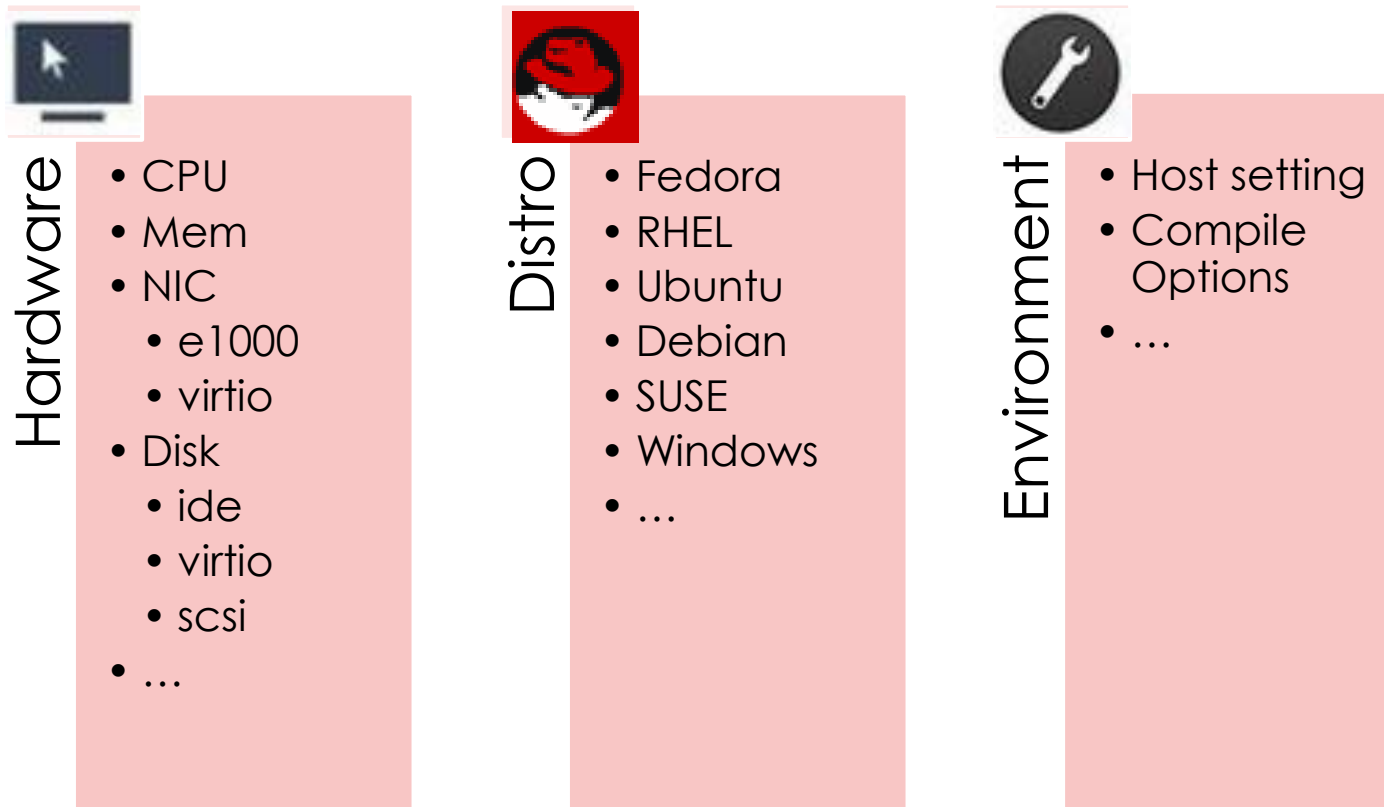 Hardware
• CPU
• Mem
• NIC
• e1000
• virtio
• Disk
• ide
• virtio
• scsi
• …
Distro
• Fedora
• RHEL
• Ubuntu
• Debian
• SUSE
• Windows
• …
Environment
• Host setting
• Compile
Options
• …